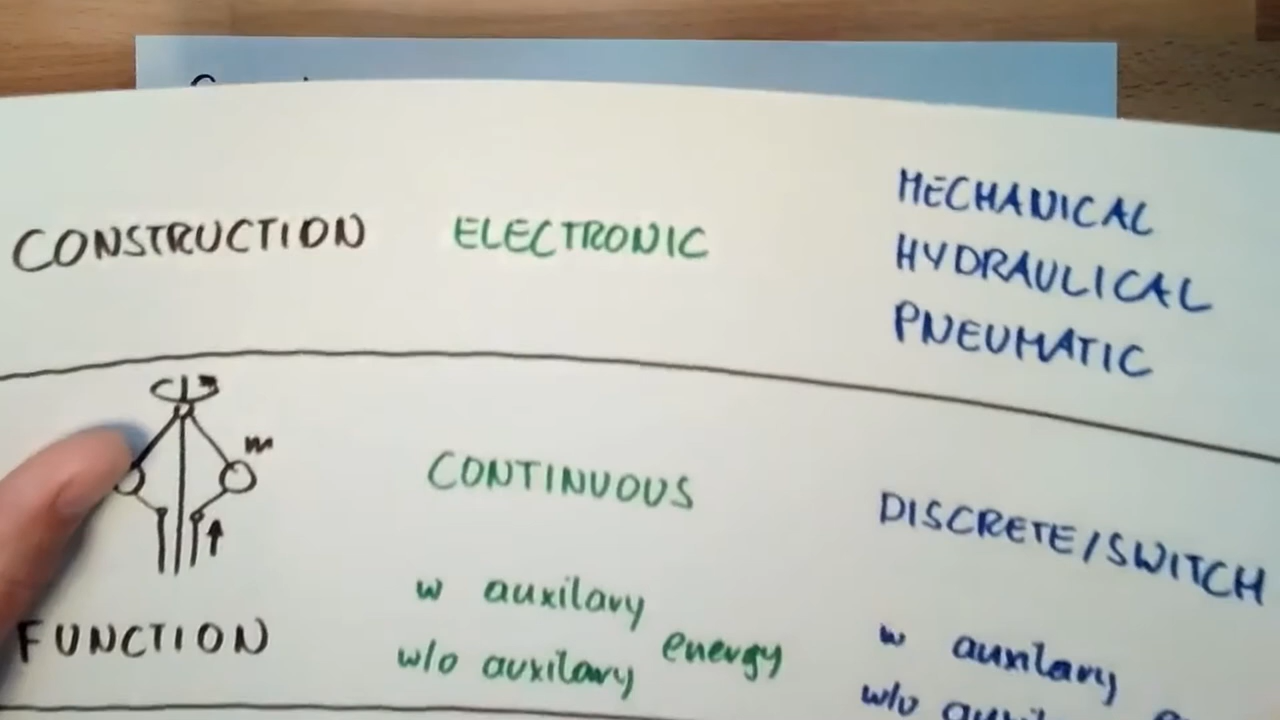 CONSTRUCTION ELECTRONIC MECHANICAL
HYDRAULICAL
PNEUMATIC
m
CONTINUOUS DISCRETE/SWITCH
w auxilary
w/o auxilary energy
w auxilary
w/o
FUNCTION